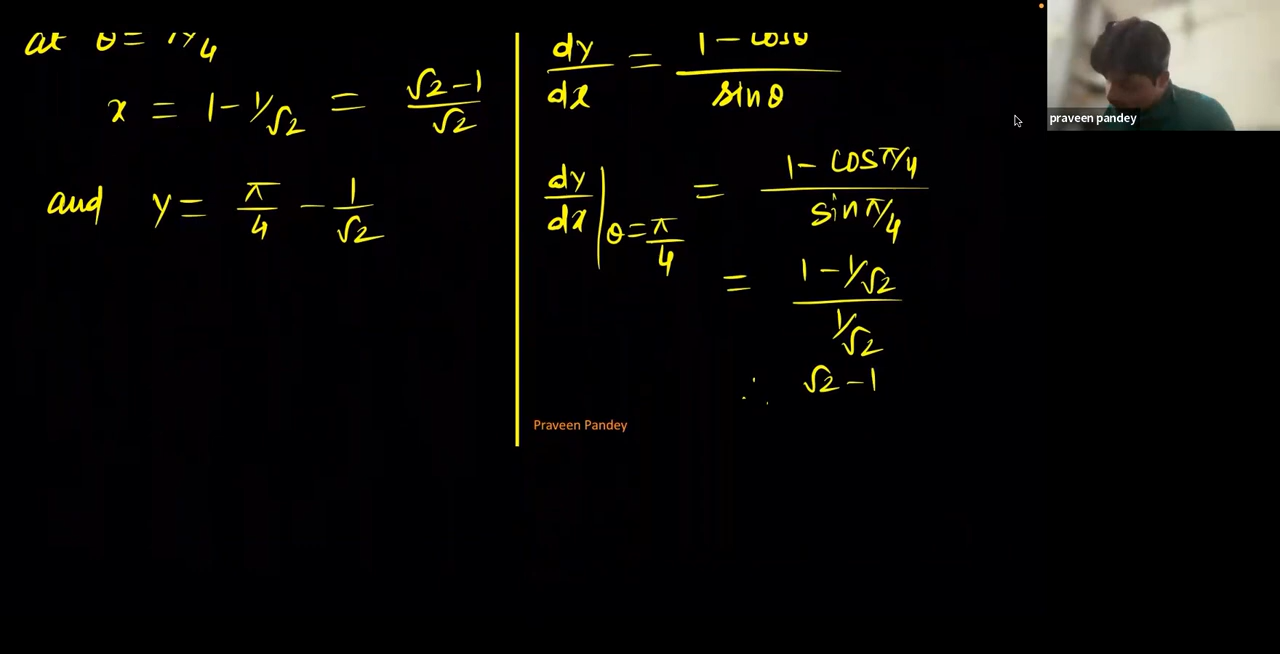 at θ = π/4
x = 1 - 1/√2 = (√2 - 1)/√2
and y = π/4 - 1/√2
dy/dx = (1 - cosθ)/sinθ
dy/dx |θ=π/4 = (1 - cos π/4)/(sin π/4)
= (1 - 1/√2)/(1/√2)
∴ √2 - 1
Praveen Pandey
praveen pandey